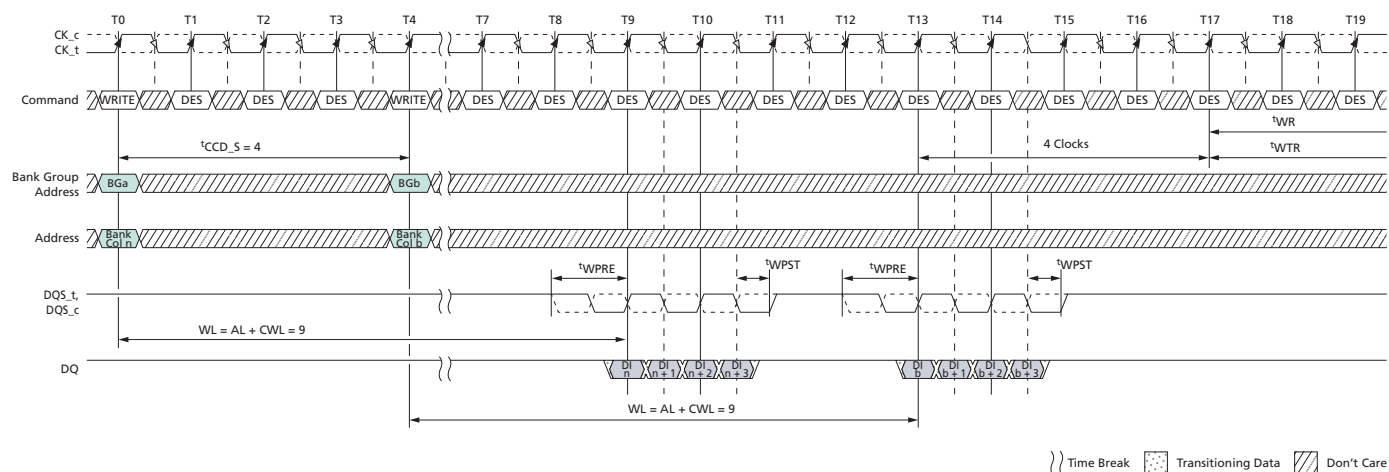 T0 T1 T2 T3 T4 T7 T8 T9 T10 T11 T12 T13 T14 T15 T16 T17 T18 T19
CK_c
CK_t
Command WRITE DES DES DES WRITE DES DES DES DES DES DES DES DES DES DES DES DES DES
tWR
tCCD_S = 4 4 Clocks tWTR
Bank Group
Address BGa BGb
Address Bank Col n Bank Col b
tWPRE tWPST tWPRE tWPST
DQS_t,
DQS_c
WL = AL + CWL = 9
DQ DI n DI n + 1 DI n + 2 DI n + 3 DI b DI b + 1 DI b + 2 DI b + 3
WL = AL + CWL = 9
Time Break Transitioning Data Don't Care